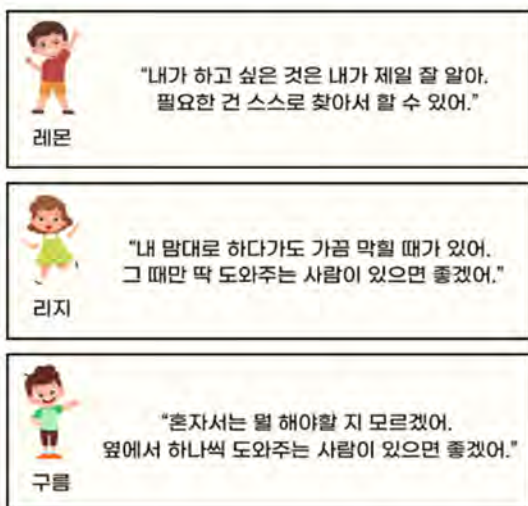 "내가 하고 싶은 것은 내가 제일 잘 알아.
필요한 건 스스로 찾아서 할 수 있어."
레몬
"내 맘대로 하다가도 가끔 막힐 때가 있어.
그 때만 딱 도와주는 사람이 있으면 좋겠어."
리지
"혼자서는 뭘 해야할 지 모르겠어.
옆에서 하나씩 도와주는 사람이 있으면 좋겠어."
구름